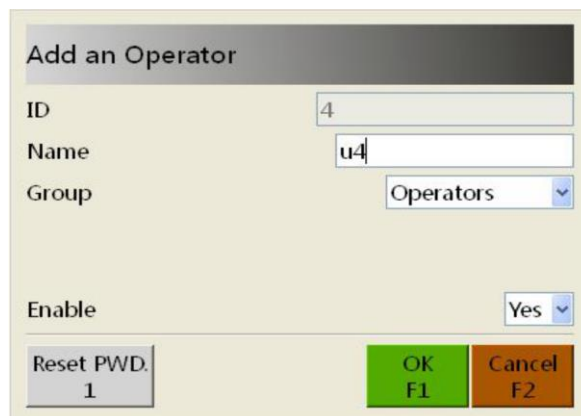 Add an Operator
ID 4
Name u4
Group Operators
Enable Yes
Reset PWD. OK Cancel
1 F1 F2